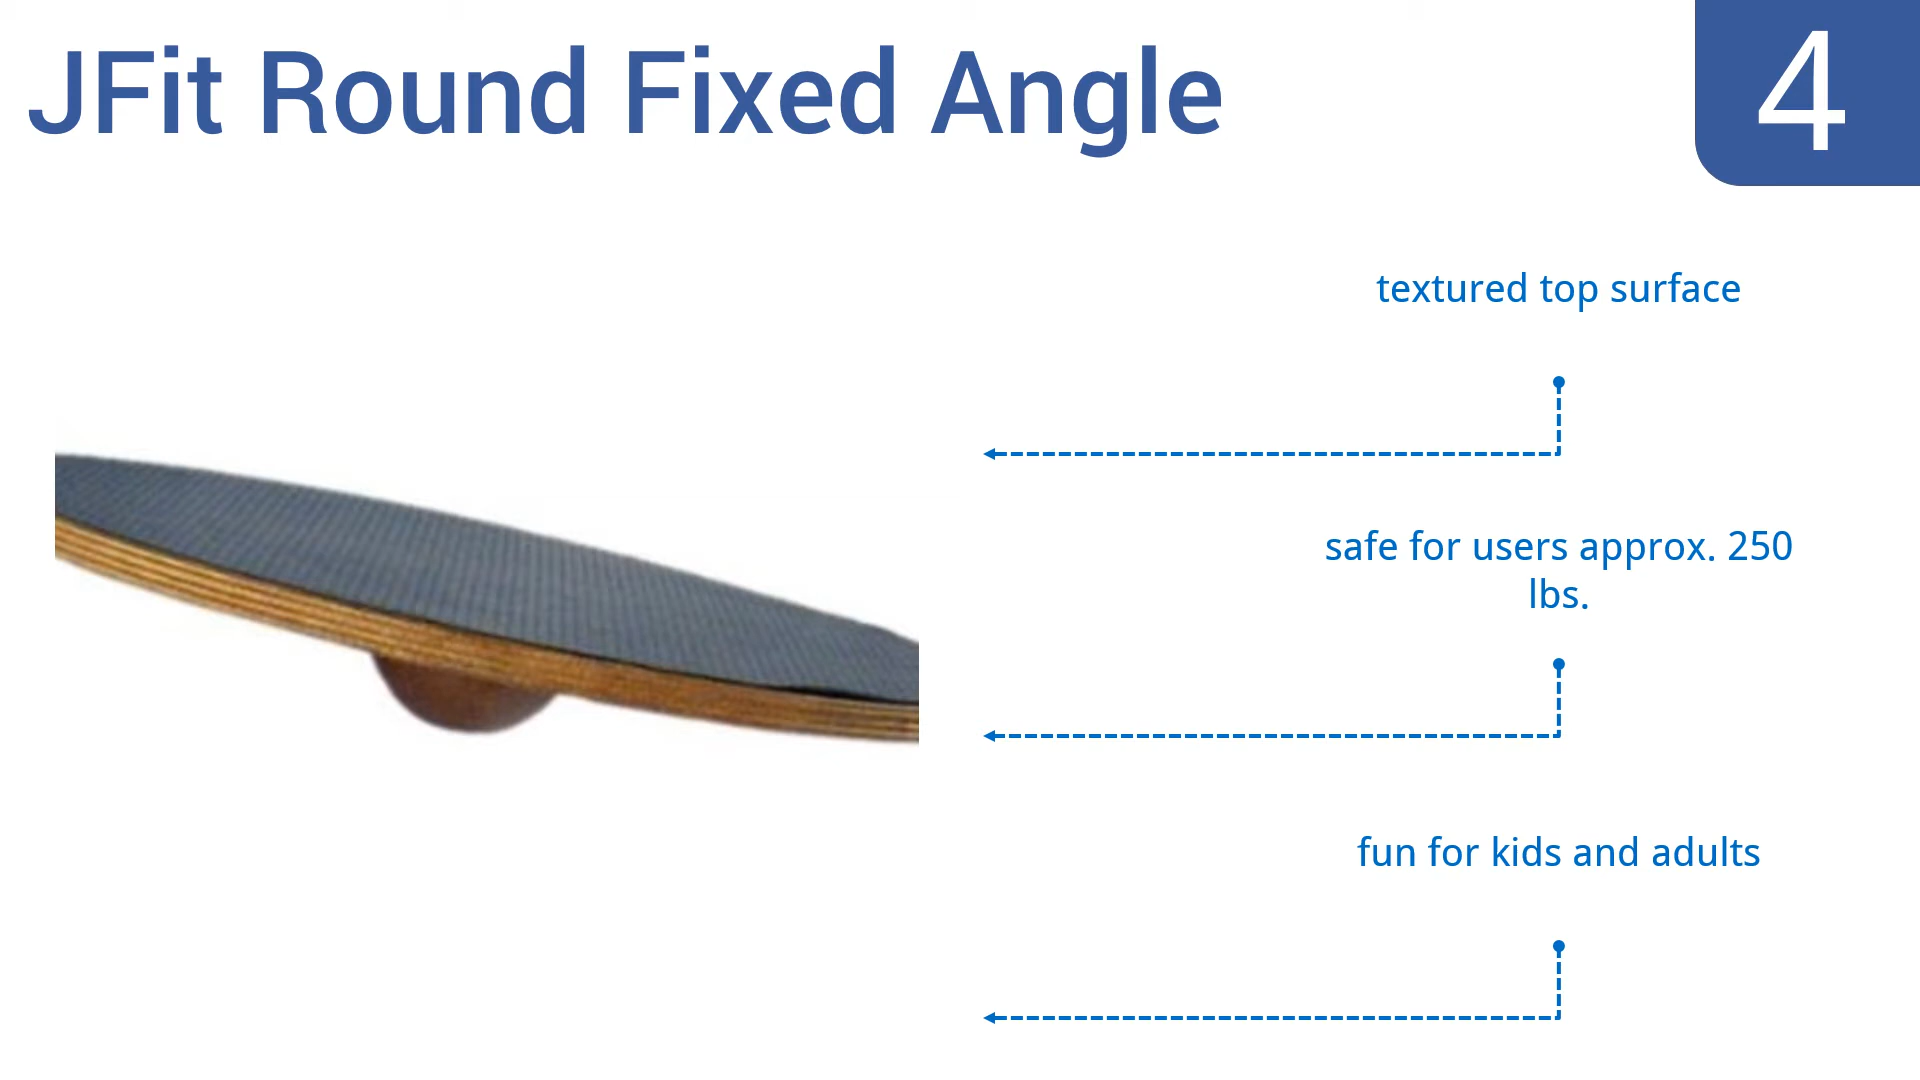 JFit Round Fixed Angle
4
textured top surface
safe for users approx. 250
lbs.
fun for kids and adults